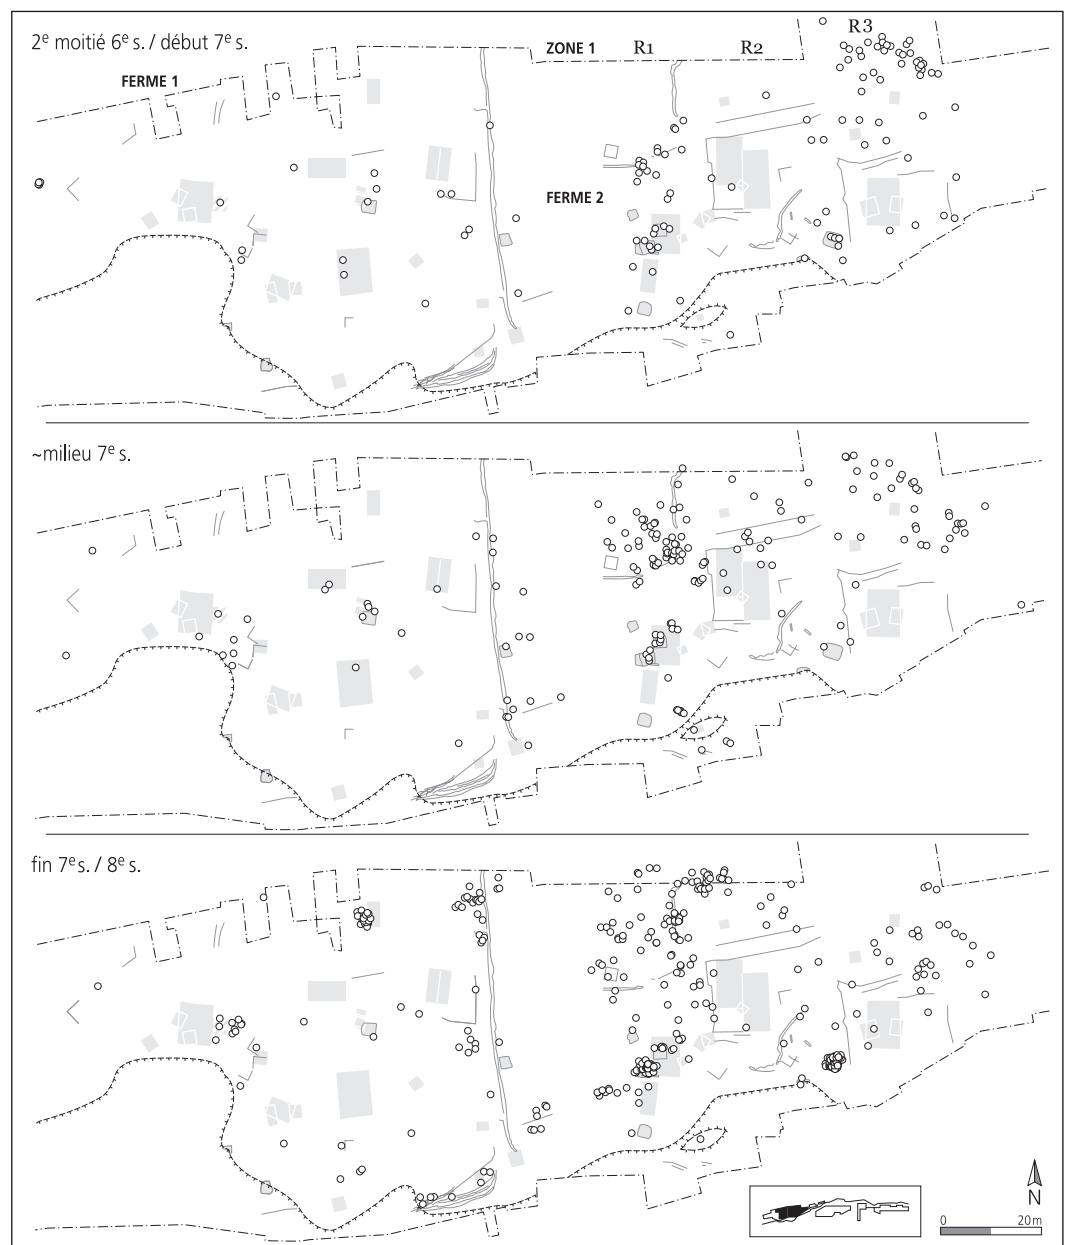 2e moitié 6e s. / début 7e s.
FERME 1
ZONE 1
R1
R2
R3
FERME 2
~milieu 7e s.
fin 7e s. / 8e s.
N
0
20 m